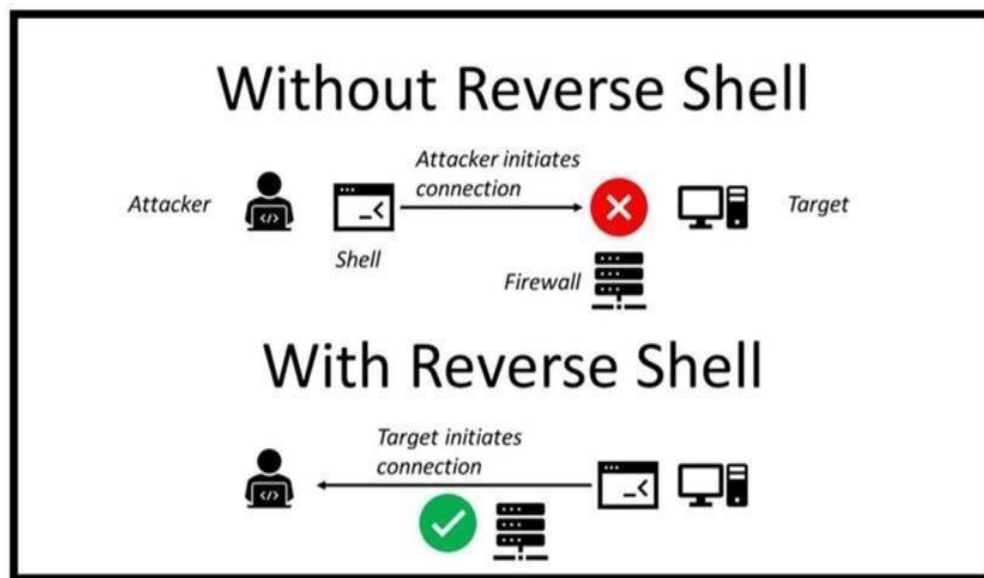 Without Reverse Shell
Attacker initiates
connection
Attacker
Target
Shell
Firewall
With Reverse Shell
Target initiates
connection